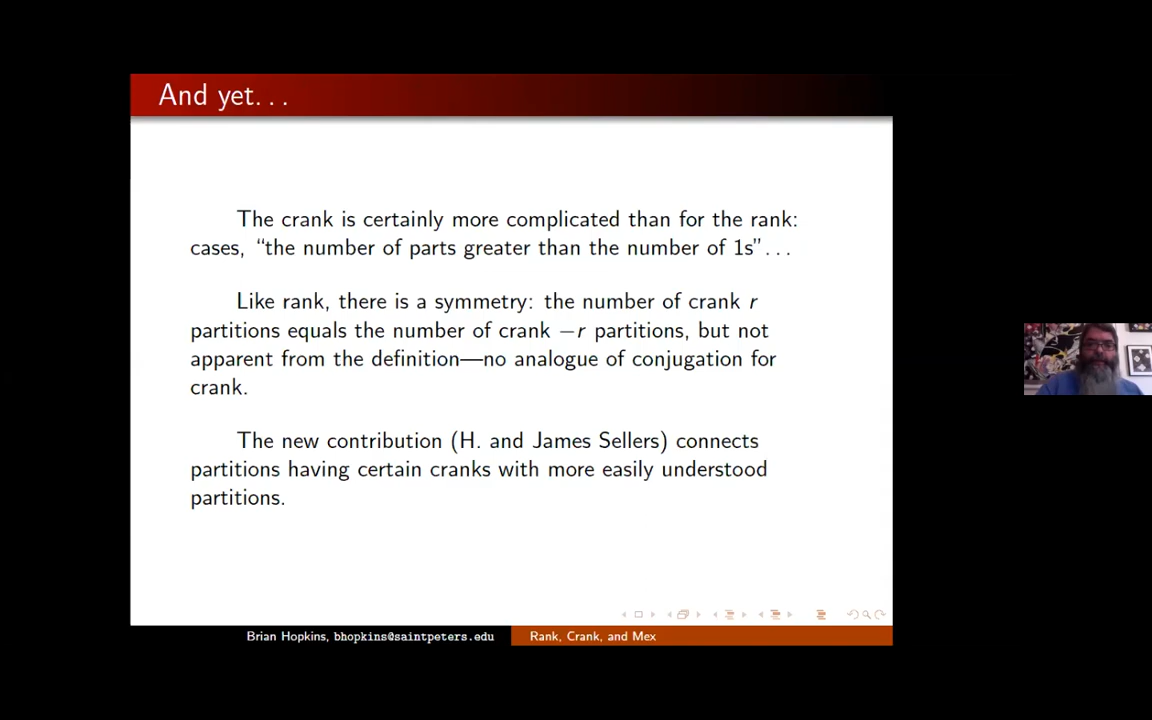 And yet...
The crank is certainly more complicated than for the rank:
cases, “the number of parts greater than the number of 1s”...
Like rank, there is a symmetry: the number of crank r
partitions equals the number of crank −r partitions, but not
apparent from the definition—no analogue of conjugation for
crank.
The new contribution (H. and James Sellers) connects
partitions having certain cranks with more easily understood
partitions.
Brian Hopkins, bhopkins@saintpeters.edu
Rank, Crank, and Mex